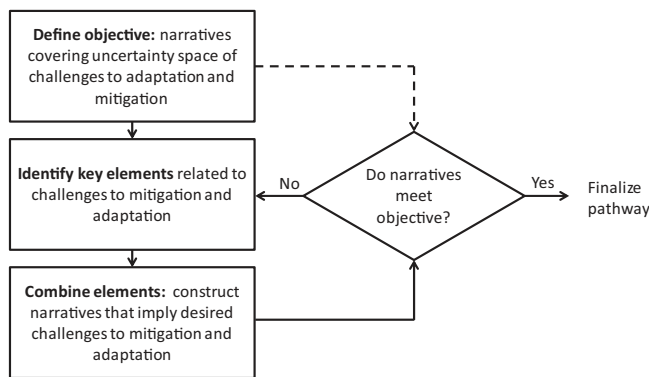 Define objective: narratives
covering uncertainty space of
challenges to adaptation and
mitigation
Identify key elements related to
challenges to mitigation and
adaptation
Combine elements: construct
narratives that imply desired
challenges to mitigation and
adaptation
No
Do narratives
meet
objective?
Yes
Finalize
pathway